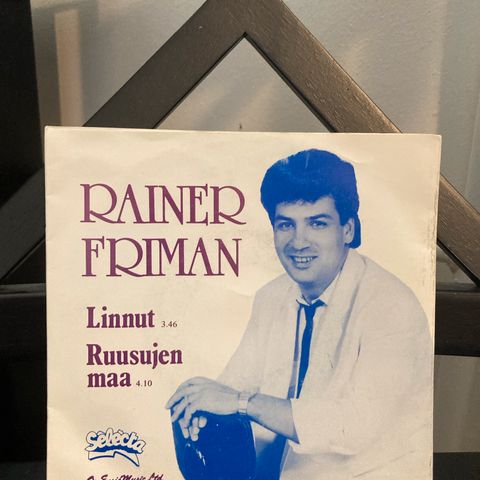 RAINER
FRIMAN
Linnut 3.46
Ruusujen
maa 4.10
Selecta